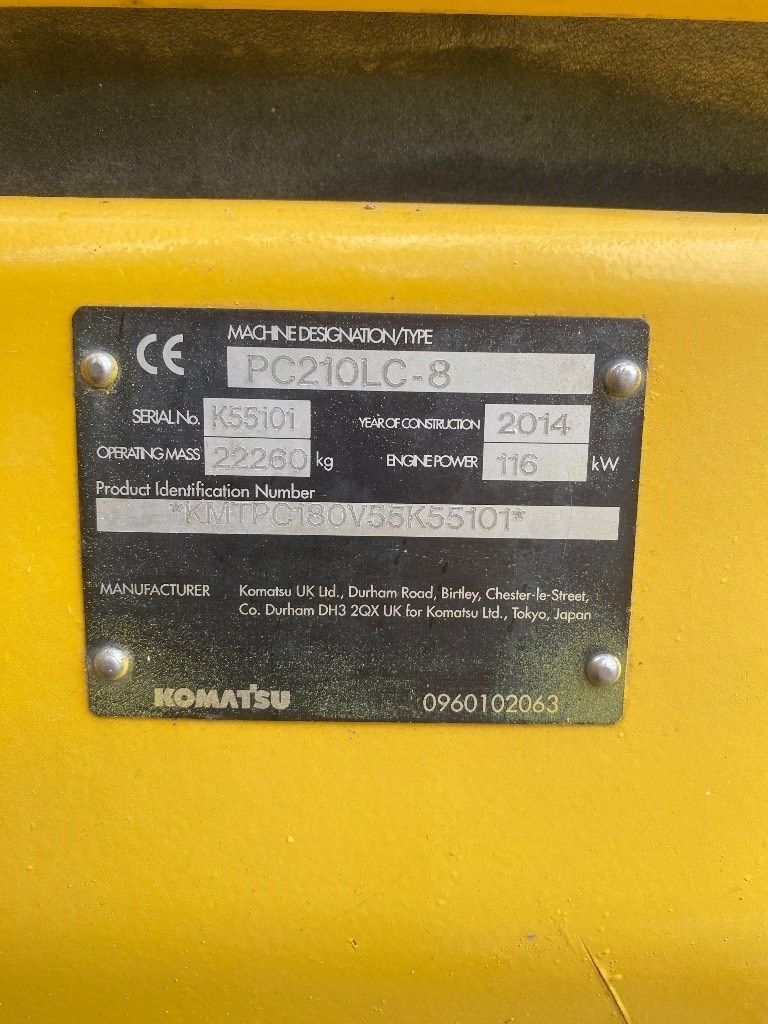 CE
MACHINE DESIGNATION/TYPE
PC210LC-8
SERIAL No. K55101 YEAR OF CONSTRUCTION 2014
OPERATING MASS 22260 kg ENGINE POWER 116 kW
Product Identification Number
*KMTPC180V55K55101*
MANUFACTURER Komatsu UK Ltd., Durham Road, Birtley, Chester-le-Street,
Co. Durham DH3 2QX UK for Komatsu Ltd., Tokyo, Japan
KOMATSU 0960102063